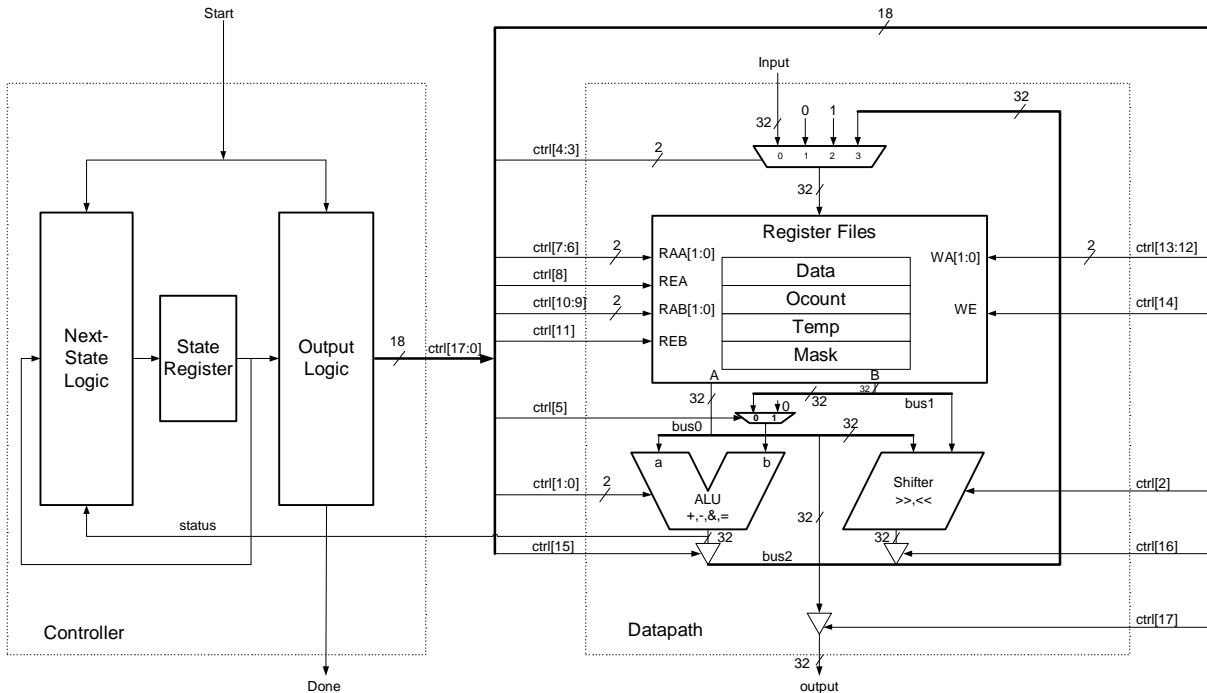 Start
18
Input
32
0
1
32
ctrl[4:3]
2
0
1
2
3
32
Register Files
ctrl[7:6]
2
RAA[1:0]
WA[1:0]
2
ctrl[13:12]
Data
ctrl[8]
REA
Ocount
ctrl[10:9]
2
RAB[1:0]
WE
ctrl[14]
Temp
ctrl[11]
REB
Mask
Next-
State
Logic
State
Register
Output
Logic
18
ctrl[17:0]
A
B
32
32
32
bus1
ctrl[5]
0
1
0
bus0
32
a
b
ctrl[1:0]
2
ALU
+,-,&,=
Shifter
>>,<<
ctrl[2]
status
32
32
32
ctrl[15]
bus2
ctrl[16]
Controller
Datapath
ctrl[17]
32
Done
output